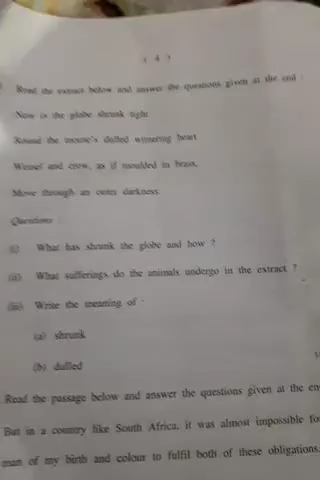 ( 4 )
Read the extract below and answer the questions given at the end :
Now is the globe shrunk tight
Round the mouse's dulled wintering heart
Weasel and crow, as if moulded in brass,
Move through an outer darkness
Questions :
(i) What has shrunk the globe and how ?
(ii) What sufferings do the animals undergo in the extract ?
(iii) Write the meaning of :
(a) shrunk
(b) dulled
Read the passage below and answer the questions given at the en
But in a country like South Africa, it was almost impossible fo
man of my birth and colour to fulfil both of these obligations.